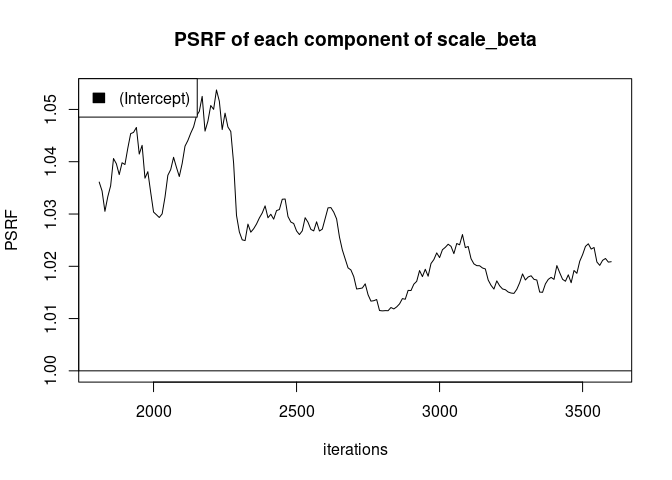 PSRF of each component of scale_beta
(Intercept)
PSRF
1.05
1.04
1.03
1.02
1.01
1.00
2000 2500 3000 3500
iterations